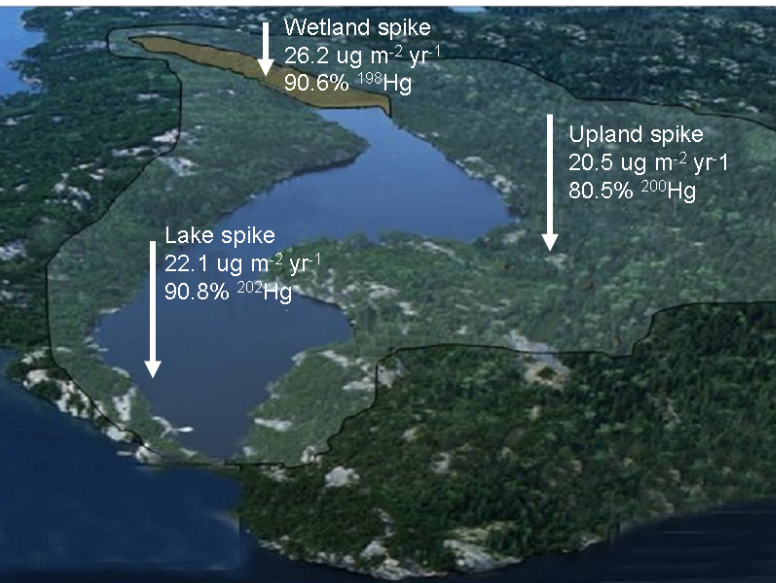 Wetland spike
26.2 ug m⁻² yr⁻¹
90.6% ¹⁹⁸Hg
Upland spike
20.5 ug m⁻² yr⁻1
80.5% ²⁰⁰Hg
Lake spike
22.1 ug m⁻² yr⁻¹
90.8% ²⁰²Hg